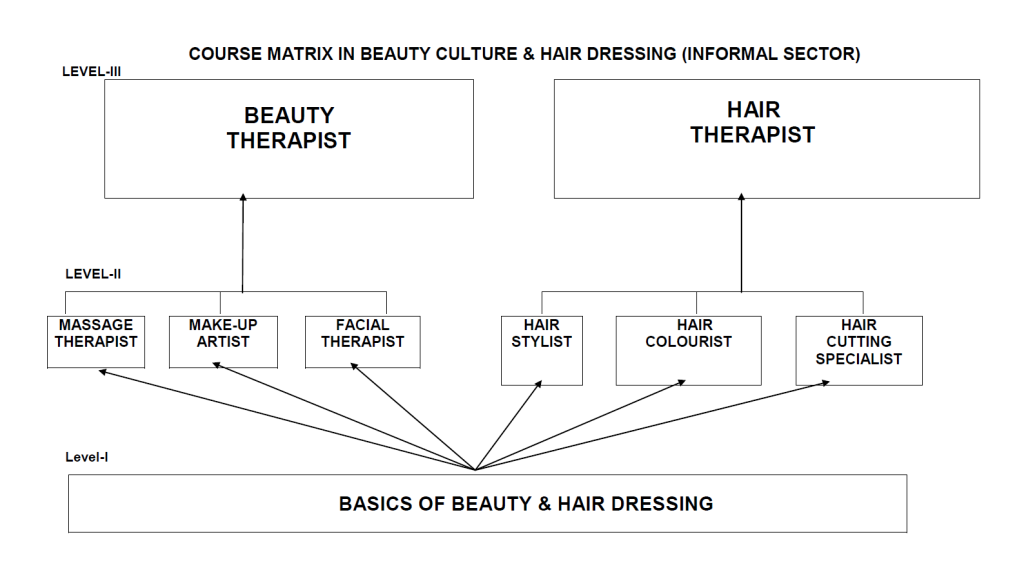 COURSE MATRIX IN BEAUTY CULTURE & HAIR DRESSING (INFORMAL SECTOR)
LEVEL-III
BEAUTY
THERAPIST
HAIR
THERAPIST
LEVEL-II
MASSAGE
THERAPIST
MAKE-UP
ARTIST
FACIAL
THERAPIST
HAIR
STYLIST
HAIR
COLOURIST
HAIR
CUTTING
SPECIALIST
Level-I
BASICS OF BEAUTY & HAIR DRESSING